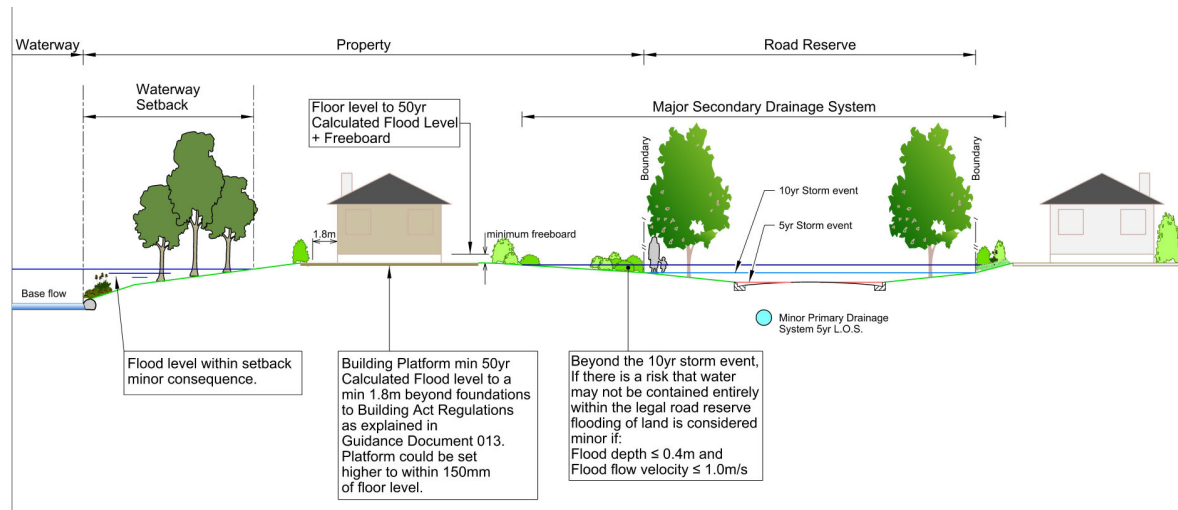 Waterway
Property
Road Reserve
Waterway
Setback
Floor level to 50yr
Calculated Flood Level
+ Freeboard
Major Secondary Drainage System
Boundary
Boundary
10yr Storm event
5yr Storm event
1.8m
minimum freeboard
Base flow
Minor Primary Drainage
System 5yr L.O.S.
Flood level within setback
minor consequence.
Building Platform min 50yr
Calculated Flood level to a
min 1.8m beyond foundations
to Building Act Regulations
as explained in
Guidance Document 013.
Platform could be set
higher to within 150mm
of floor level.
Beyond the 10yr storm event,
If there is a risk that water
may not be contained entirely
within the legal road reserve
flooding of land is considered
minor if:
Flood depth ≤ 0.4m and
Flood flow velocity ≤ 1.0m/s